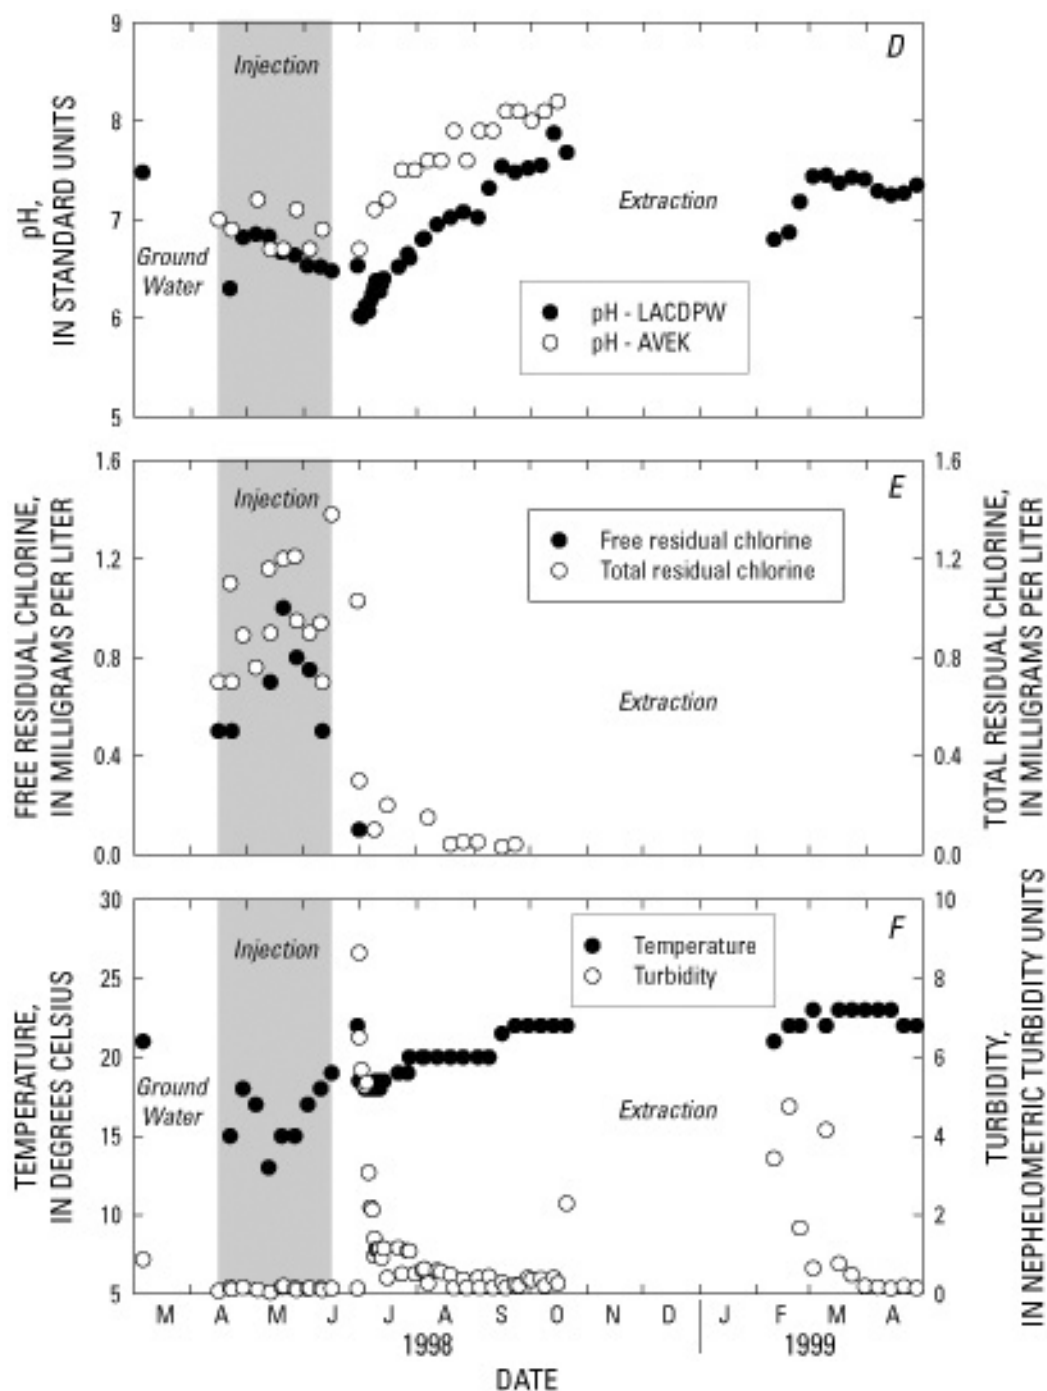 D
Injection
Ground
Water
Extraction
pH - LACDPW
pH - AVEK
pH,
IN STANDARD UNITS
9
8
7
6
5
E
Injection
Free residual chlorine
Total residual chlorine
Extraction
FREE RESIDUAL CHLORINE,
IN MILLIGRAMS PER LITER
1.6
1.2
0.8
0.4
0.0
TOTAL RESIDUAL CHLORINE,
IN MILLIGRAMS PER LITER
1.6
1.2
0.8
0.4
0.0
F
Injection
Temperature
Turbidity
Ground
Water
Extraction
TEMPERATURE,
IN DEGREES CELSIUS
30
25
20
15
10
5
TURBIDITY,
IN NEPHELOMETRIC TURBIDITY UNITS
10
8
6
4
2
0
M A M J J A S O N D J F M A
1998 1999
DATE